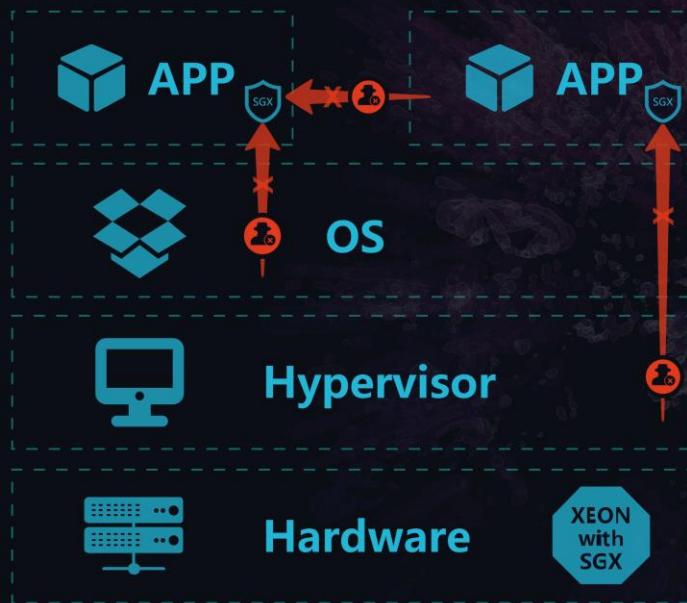 APP
SGX
APP
SGX
OS
Hypervisor
Hardware
XEON
with
SGX